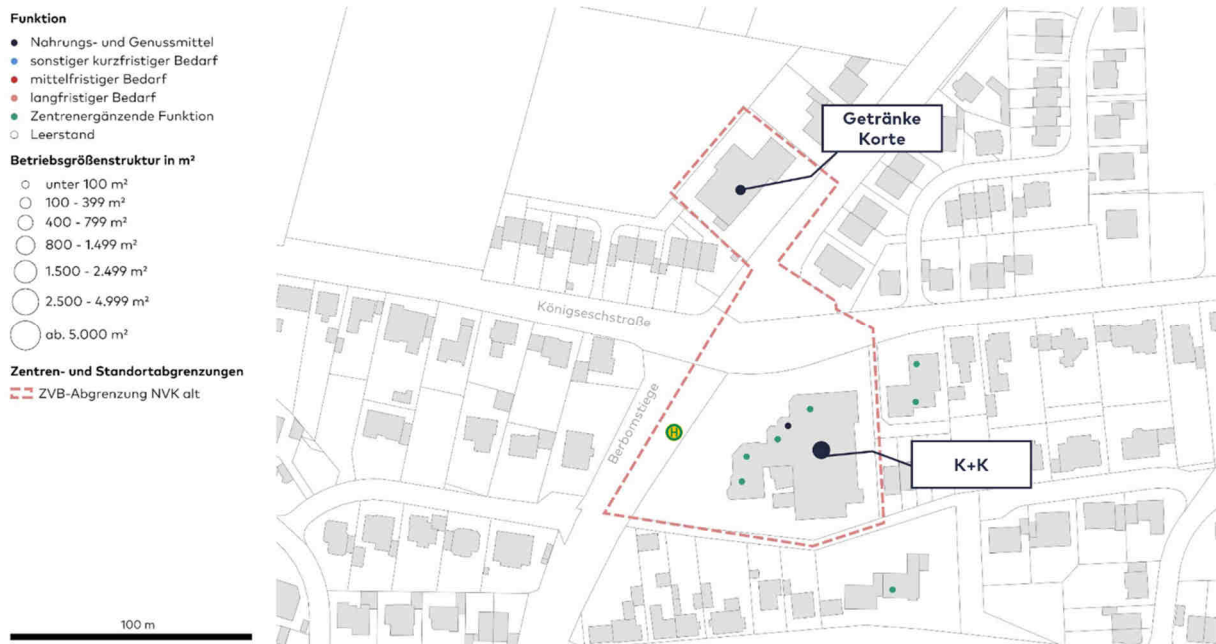 Funktion
Nahrungs- und Genussmittel
sonstiger kurzfristiger Bedarf
mittelfristiger Bedarf
langfristiger Bedarf
Zentrenergänzende Funktion
Leerstand
Betriebsgrößenstruktur in m²
unter 100 m²
100 - 399 m²
400 - 799 m²
800 - 1.499 m²
1.500 - 2.499 m²
2.500 - 4.999 m²
ab. 5.000 m²
Zentren- und Standortabgrenzungen
ZVB-Abgrenzung NVK alt
100 m
Getränke
Korte
Königseschstraße
Berbomstiege
H
K+K